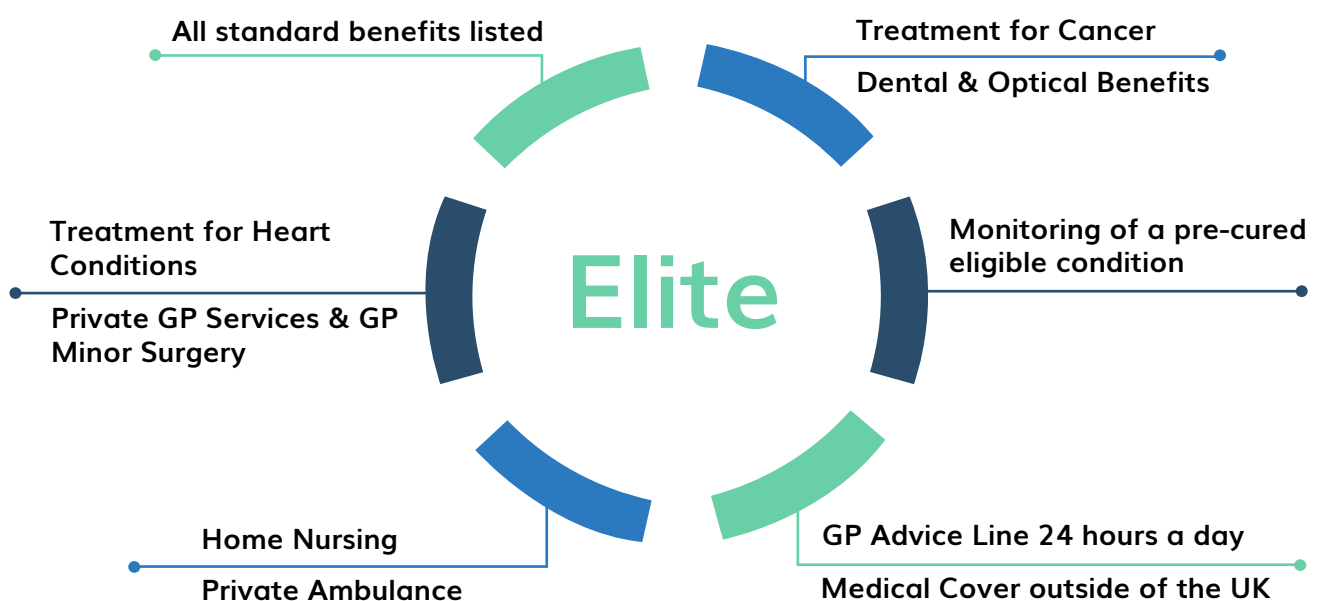 All standard benefits listed
Treatment for Cancer
Dental & Optical Benefits
Treatment for Heart
Conditions
Private GP Services & GP
Minor Surgery
Elite
Monitoring of a pre-cured
eligible condition
Home Nursing
Private Ambulance
GP Advice Line 24 hours a day
Medical Cover outside of the UK